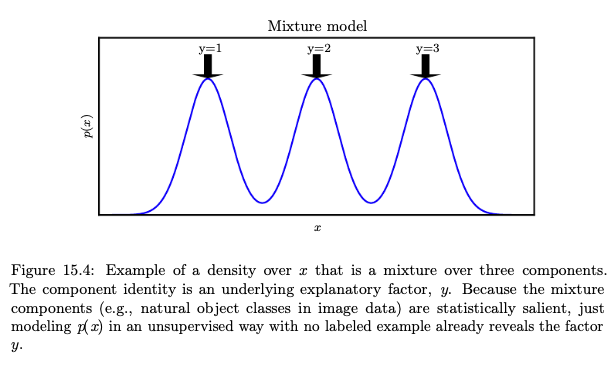 Mixture model
y=1 y=2 y=3
p(x)
x
Figure 15.4: Example of a density over x that is a mixture over three components.
The component identity is an underlying explanatory factor, y. Because the mixture
components (e.g., natural object classes in image data) are statistically salient, just
modeling p(x) in an unsupervised way with no labeled example already reveals the factor
y.